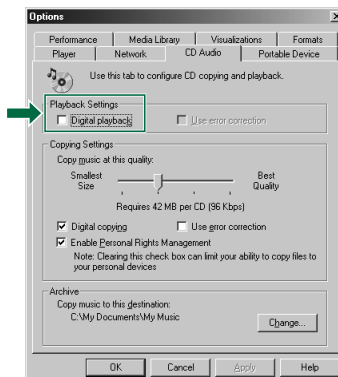 Options
Performance Media Library Visualizations Formats
Player Network CD Audio Portable Device
Use this tab to configure CD copying and playback.
Playback Settings
Digital playback Use error correction
Copying Settings
Copy music at this quality:
Smallest Best
Size Quality
Requires 42 MB per CD (96 Kbps)
Digital copying Use error correction
Enable Personal Rights Management
Note: Clearing this check box can limit your ability to copy files to
your personal devices
Archive
Copy music to this destination:
C:\My Documents\My Music
Change...
OK Cancel Apply Help